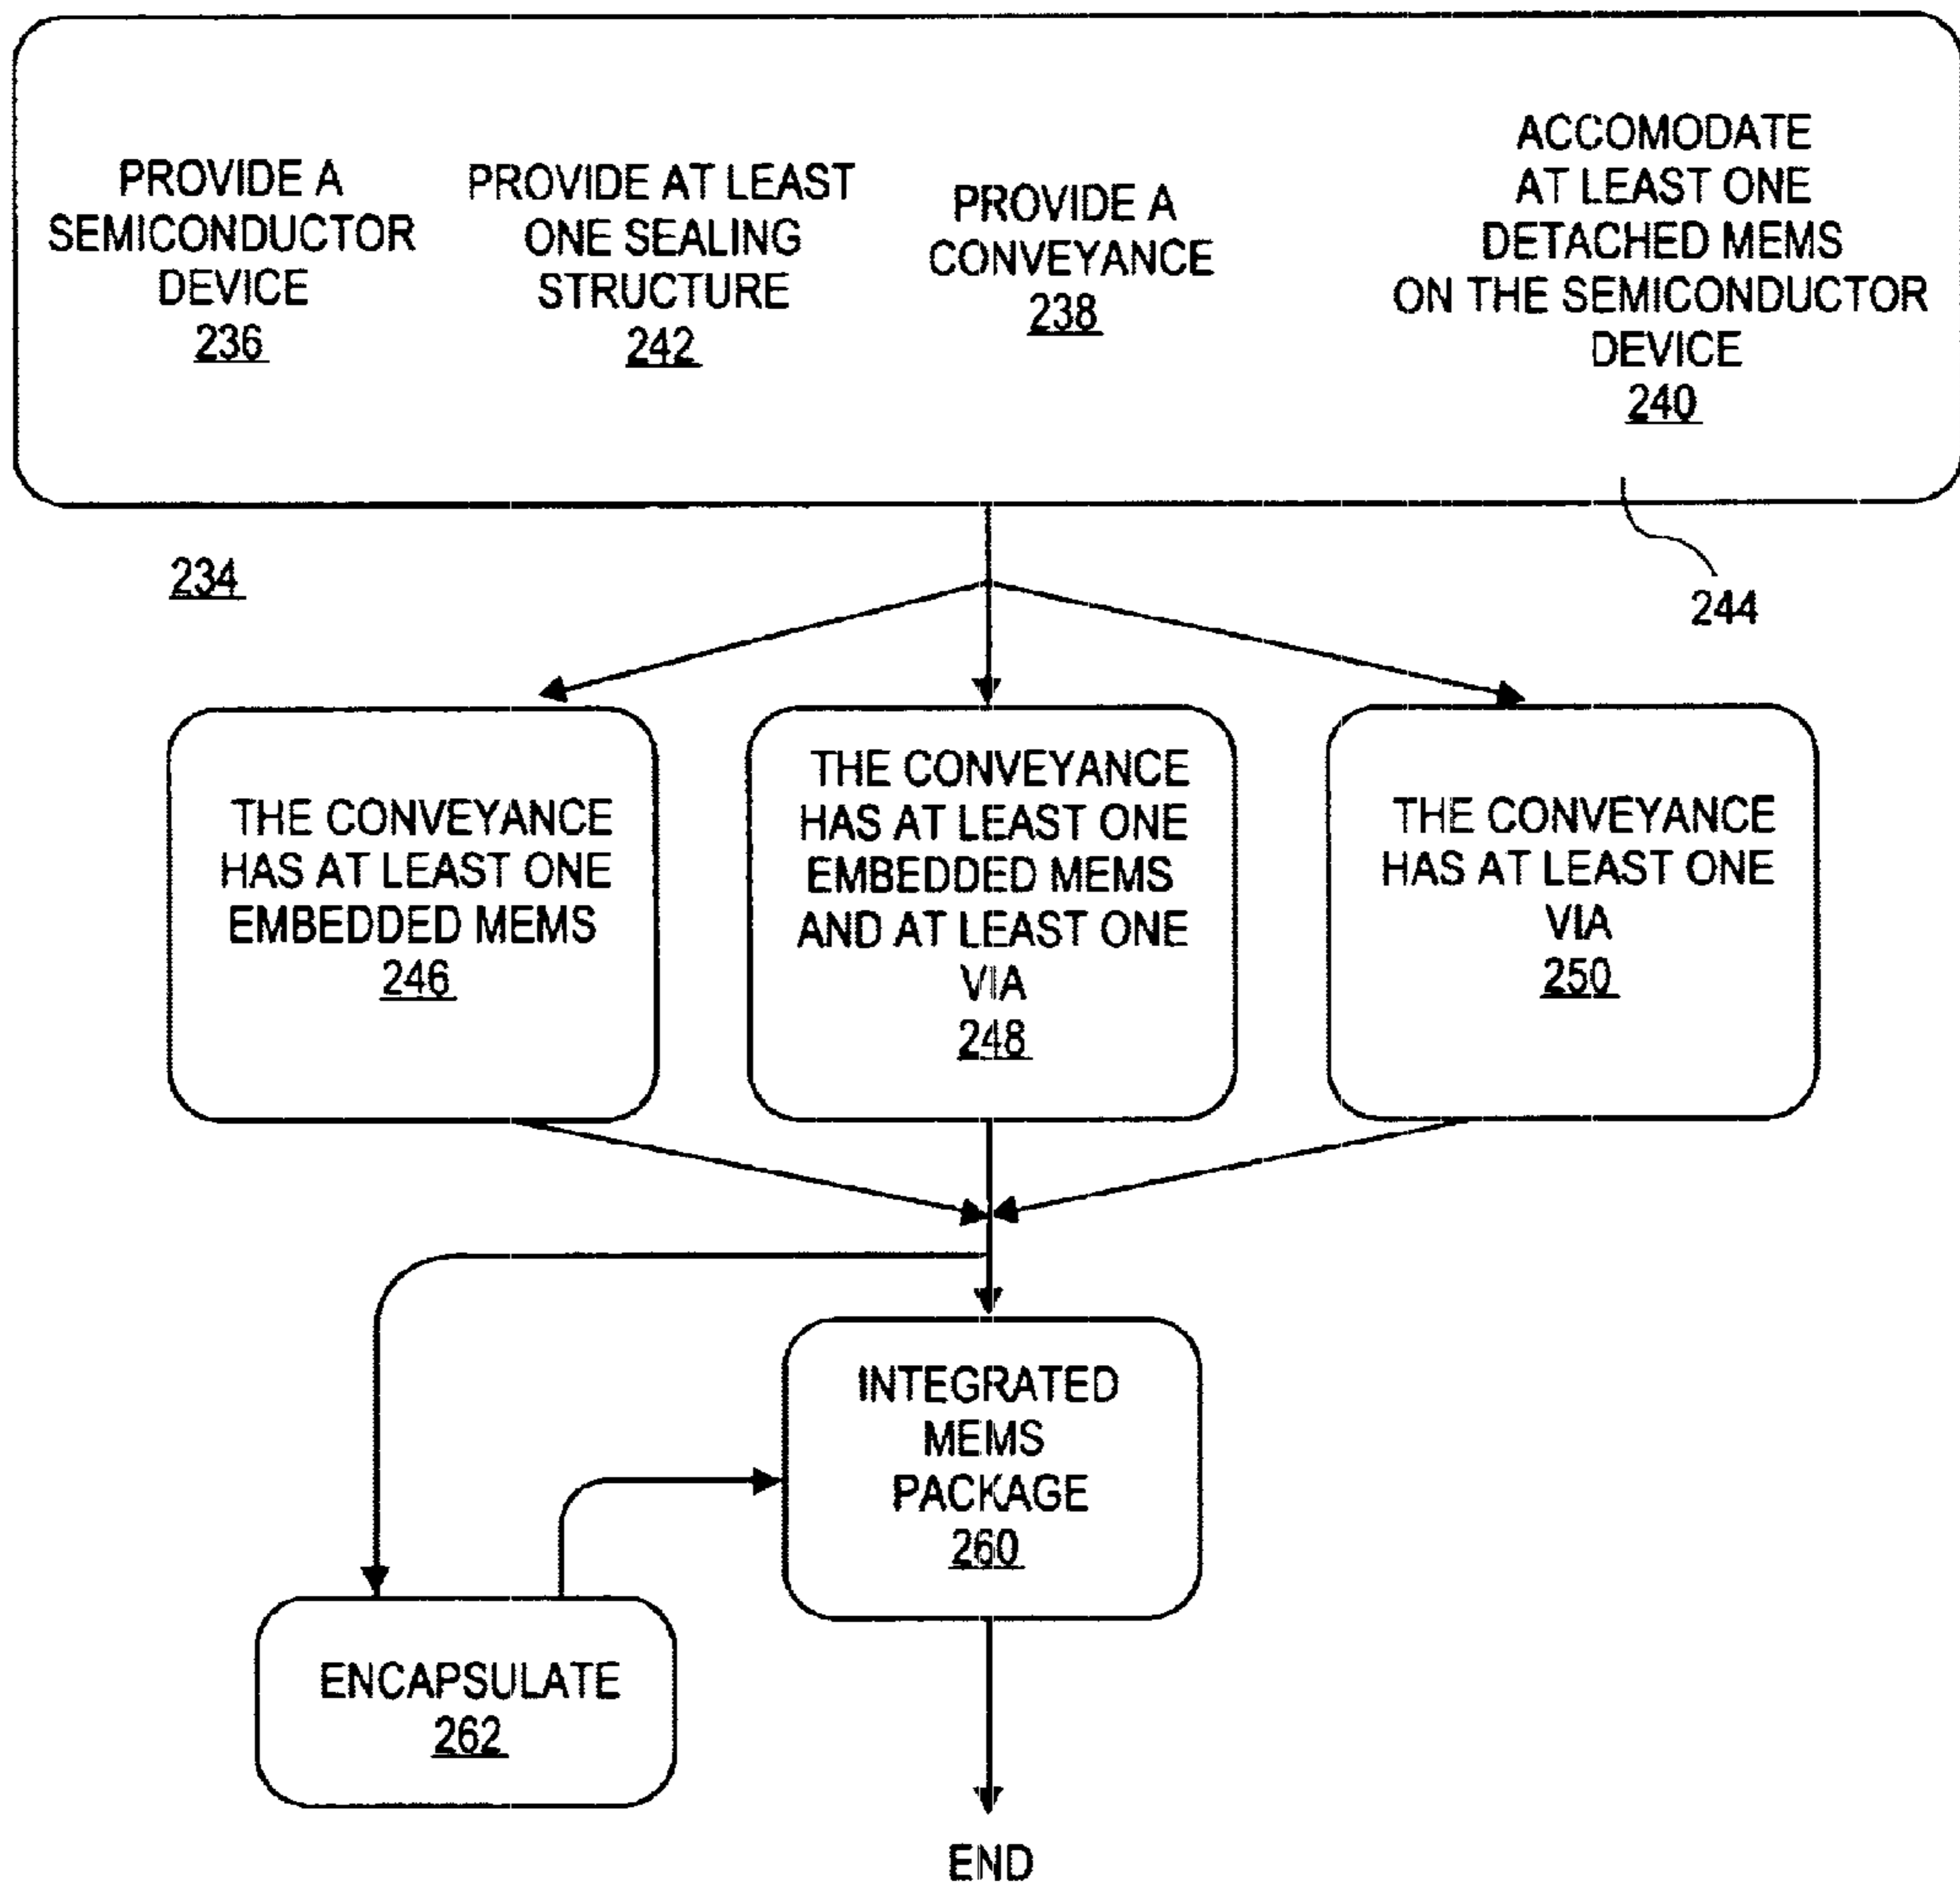 PROVIDE A
SEMICONDUCTOR
DEVICE
236
PROVIDE AT LEAST
ONE SEALING
STRUCTURE
242
PROVIDE A
CONVEYANCE
238
ACCOMODATE
AT LEAST ONE
DETACHED MEMS
ON THE SEMICONDUCTOR
DEVICE
240
234
244
THE CONVEYANCE
HAS AT LEAST ONE
EMBEDDED MEMS
246
THE CONVEYANCE
HAS AT LEAST ONE
EMBEDDED MEMS
AND AT LEAST ONE
VIA
248
THE CONVEYANCE
HAS AT LEAST ONE
VIA
250
INTEGRATED
MEMS
PACKAGE
260
ENCAPSULATE
262
END